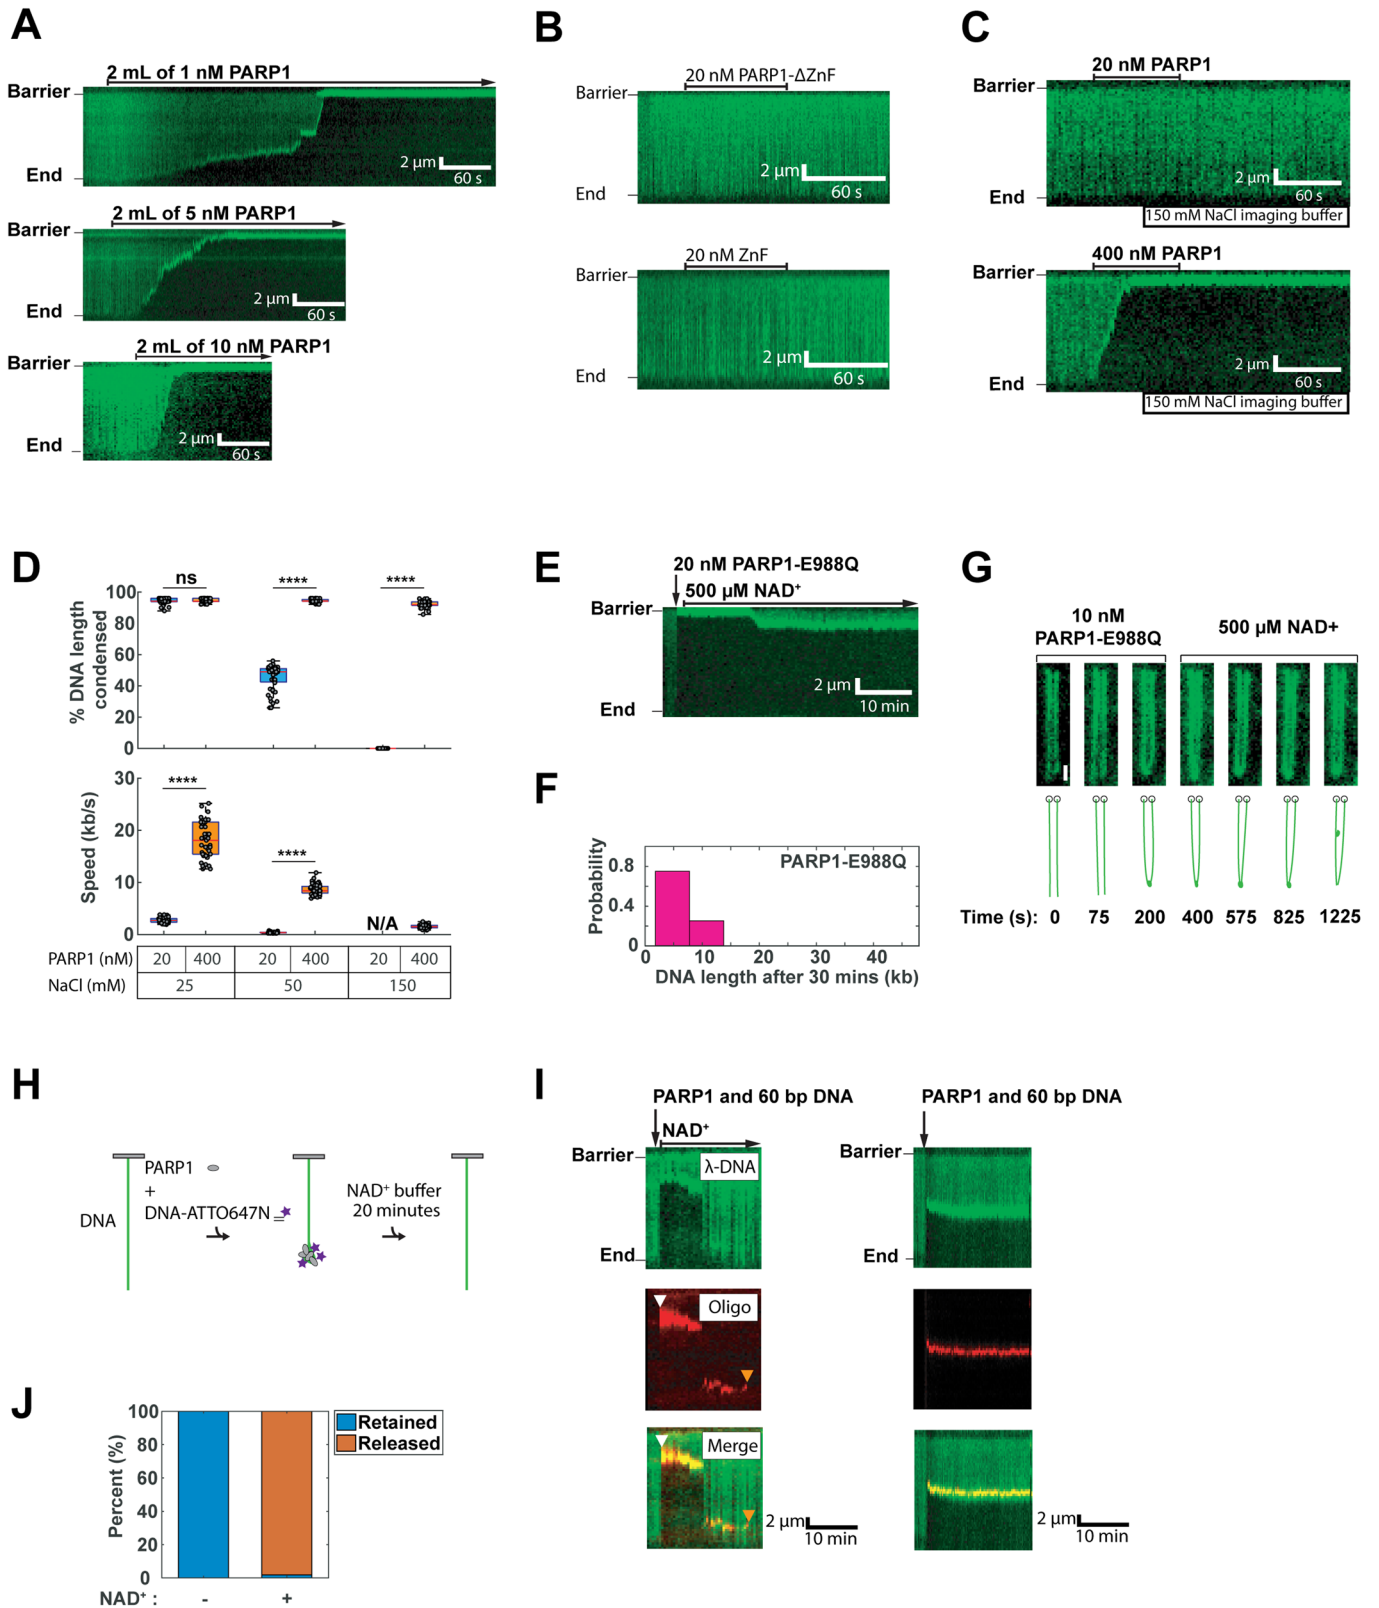 A
2 mL of 1 nM PARP1
Barrier
End
2 µm
60 s
2 mL of 5 nM PARP1
Barrier
End
2 µm
60 s
2 mL of 10 nM PARP1
Barrier
End
2 µm
60 s
B
20 nM PARP1-ΔZnF
Barrier
End
2 µm
60 s
20 nM ZnF
Barrier
End
2 µm
60 s
C
20 nM PARP1
Barrier
End
2 µm
60 s
150 mM NaCl imaging buffer
400 nM PARP1
Barrier
End
2 µm
60 s
150 mM NaCl imaging buffer
D
% DNA length
condensed
100
80
60
40
20
0
ns
****
****
Speed (kb/s)
30
20
10
0
****
****
N/A
PARP1 (nM) 20 400 20 400 20 400
NaCl (mM) 25 50 150
E
20 nM PARP1-E988Q
500 µM NAD⁺
Barrier
End
2 µm
10 min
F
Probability
0.8
0.4
0
PARP1-E988Q
0 10 20 30 40
DNA length after 30 mins (kb)
G
10 nM
PARP1-E988Q
500 µM NAD+
Time (s): 0 75 200 400 575 825 1225
H
DNA
PARP1
+
DNA-ATTO647N
NAD⁺ buffer
20 minutes
I
PARP1 and 60 bp DNA
NAD⁺
Barrier
λ-DNA
End
Oligo
Merge
2 µm
10 min
PARP1 and 60 bp DNA
Barrier
End
2 µm
10 min
J
Percent (%)
100
80
60
40
20
0
Retained
Released
NAD⁺ : - +